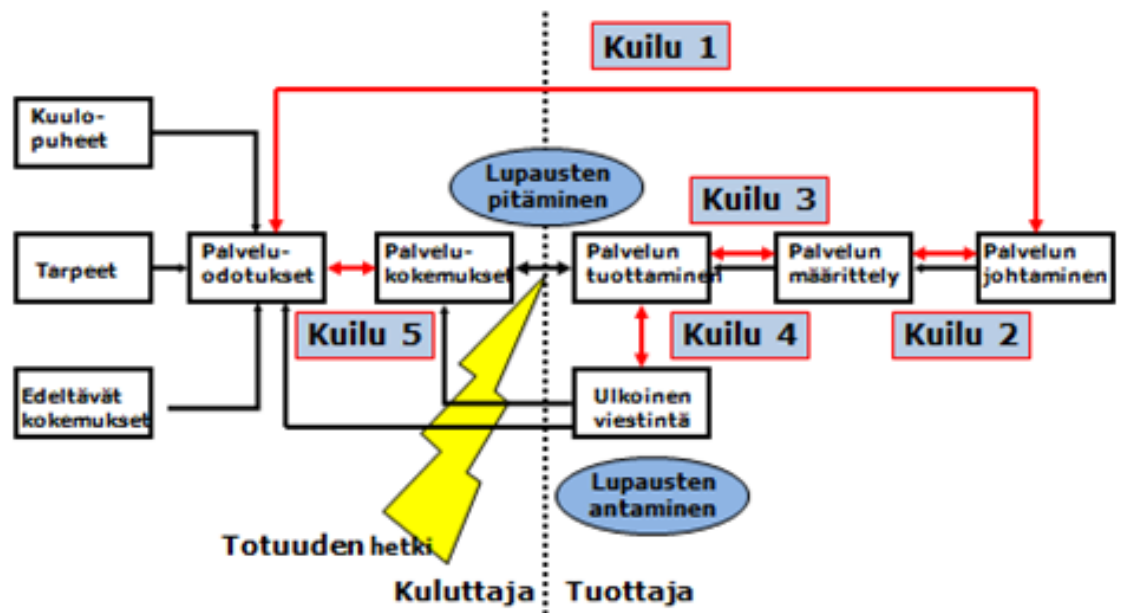 Kuilu 1
Kuulo-
puheet
Lupausten
pitäminen
Kuilu 3
Tarpeet
Palvelu-
odotukset
Palvelu-
kokemukset
Palvelun
tuottaminen
Palvelun
määrittely
Palvelun
johtaminen
Kuilu 5
Kuilu 4
Kuilu 2
Edeltävät
kokemukset
Ulkoinen
viestintä
Lupausten
antaminen
Totuuden hetki
Kuluttaja
Tuottaja